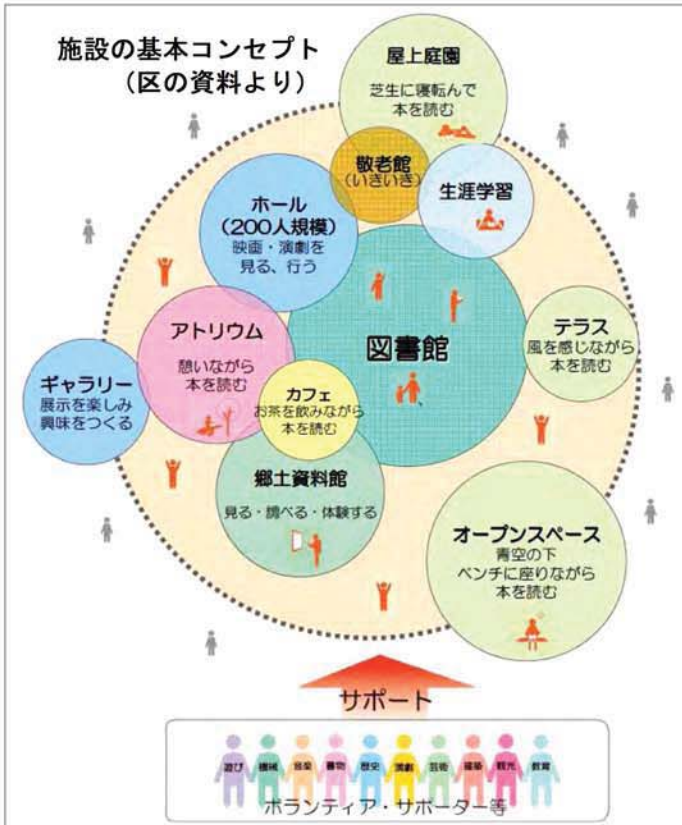 施設の基本コンセプト
（区の資料より）
屋上庭園
芝生に寝転んで
本を読む
敬老館
（いきいき）
生涯学習
ホール
（200人規模）
映画・演劇を
見る、行う
図書館
アトリウム
憩いながら
本を読む
テラス
風を感じながら
本を読む
ギャラリー
展示を楽しみ
興味をつくる
カフェ
お茶を飲みながら
本を読む
郷土資料館
見る・調べる・体験する
オープンスペース
青空の下
ベンチに座りながら
本を読む
サポート
遊び 機械 音楽 書物 歴史 演劇 芸術 建築 観光 教育
ボランティア・サポーター等